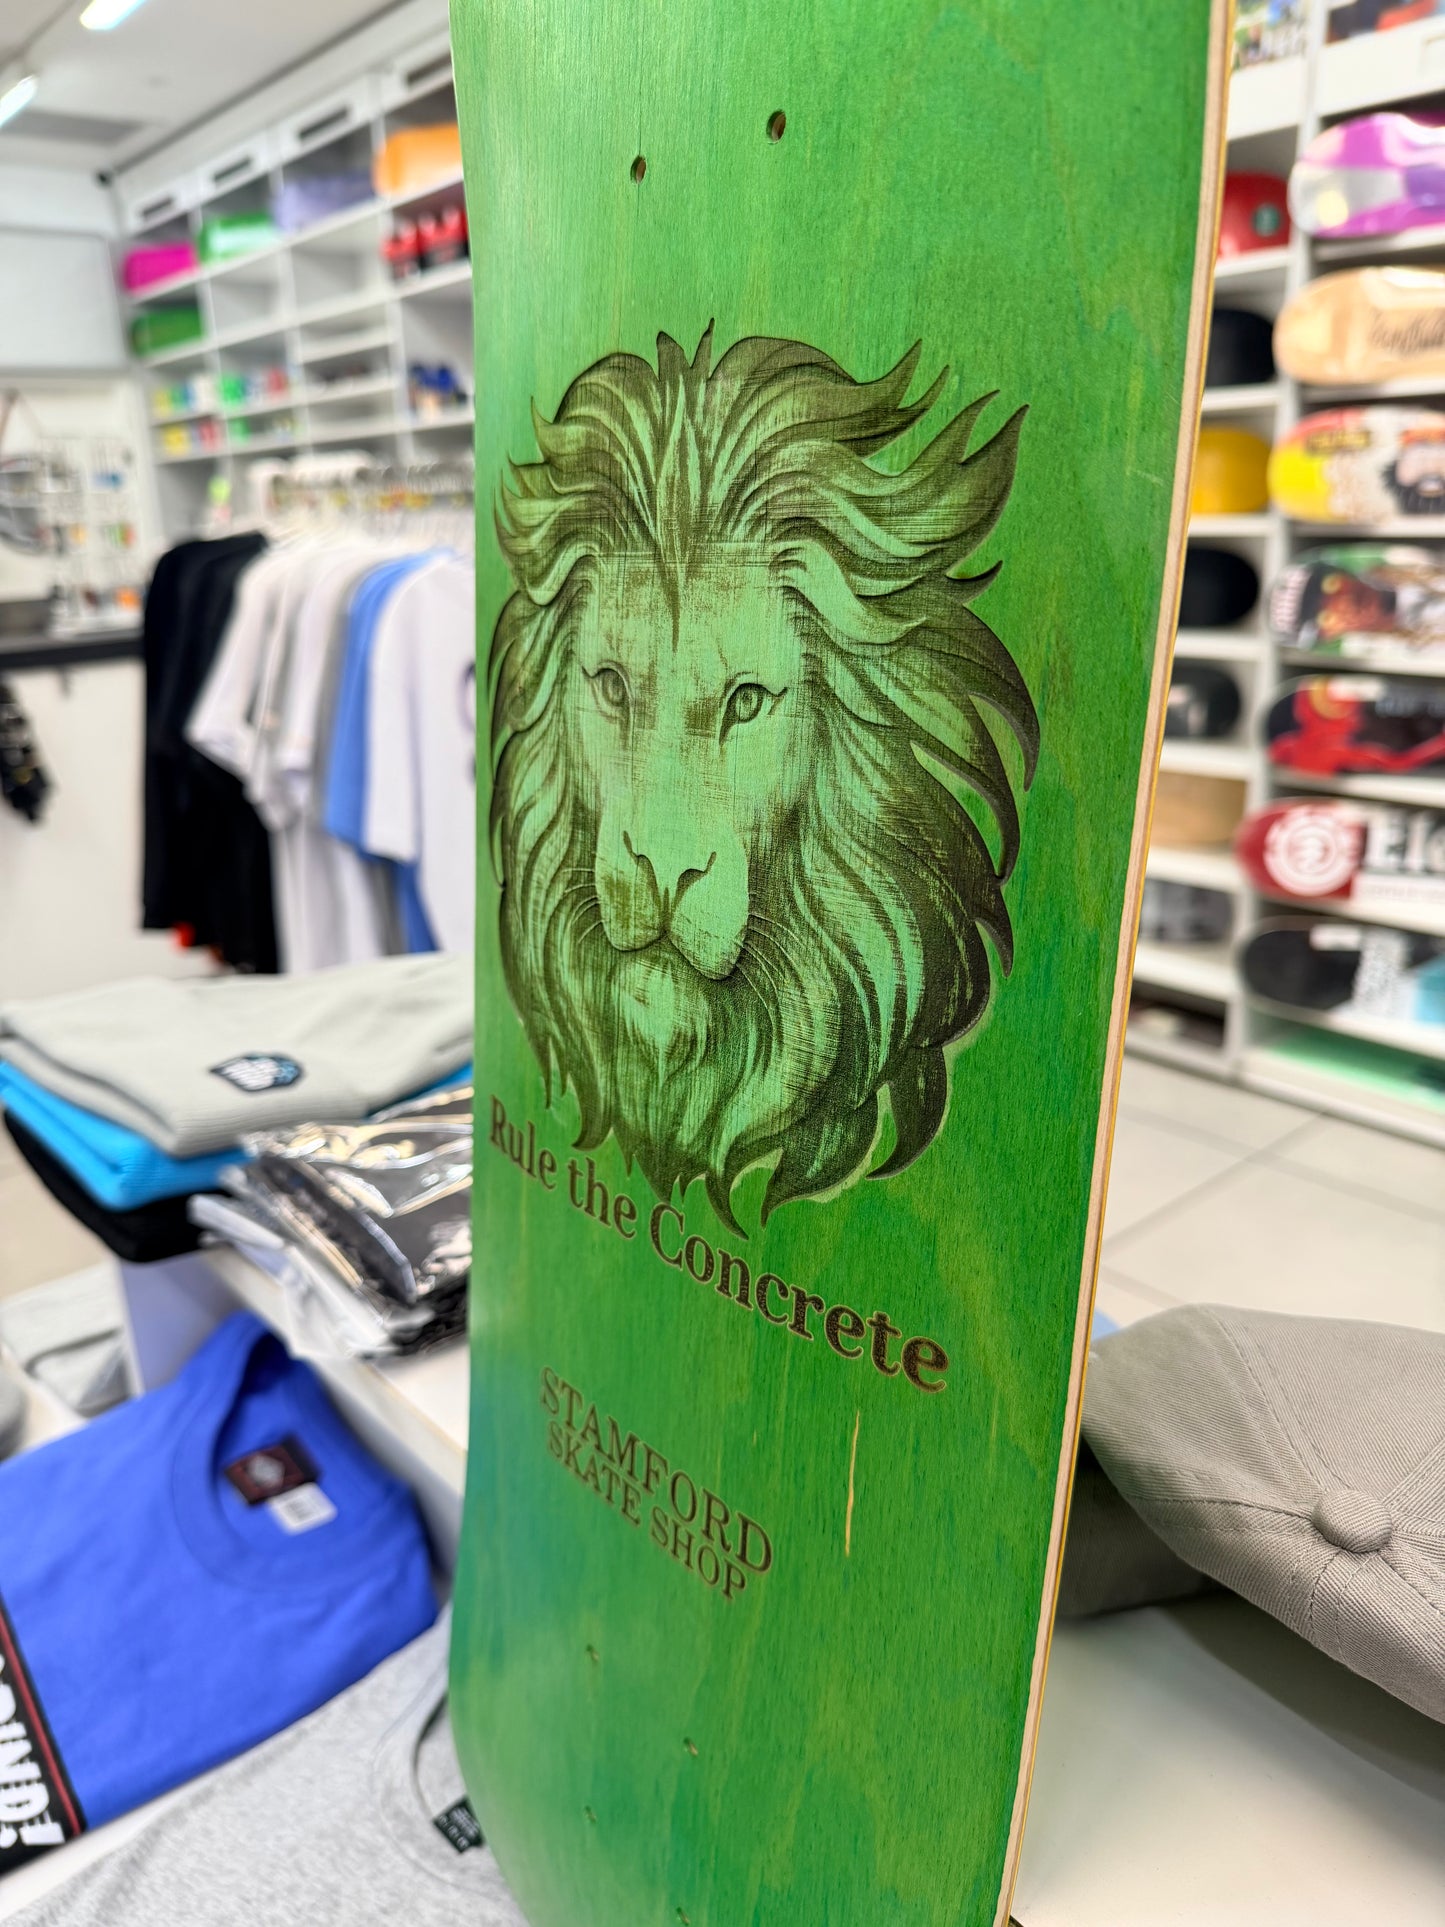 Rule the Concrete
STAMFORD
SKATE SHOP